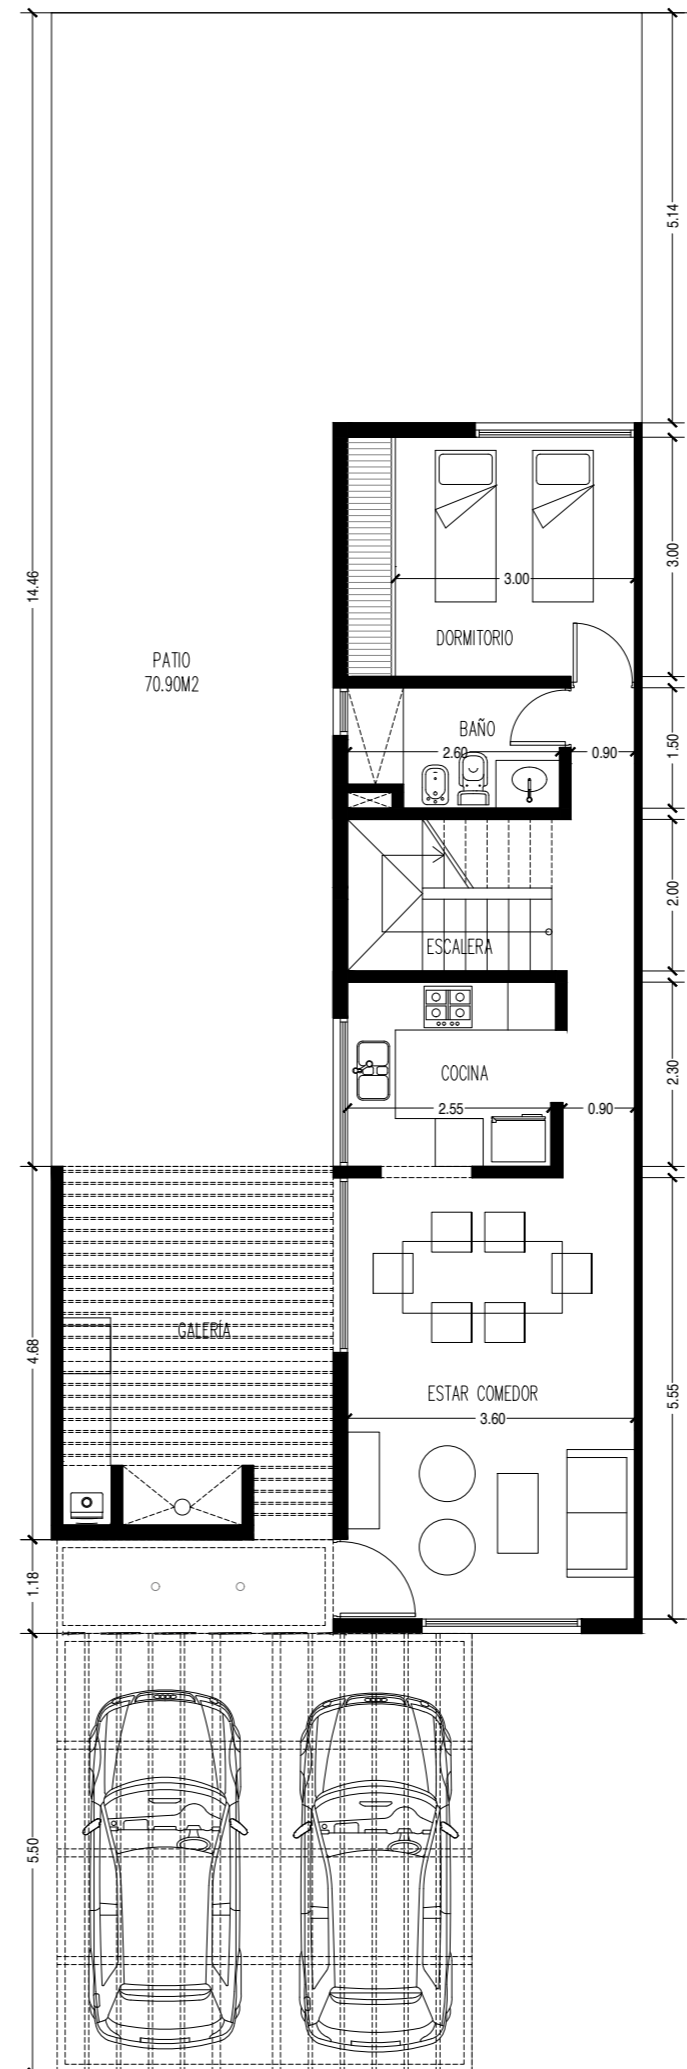 5.14
3.00
14.46
3.00
DORMITORIO
PATIO
70.90M2
BAÑO
2.60
0.90
1.50
2.00
ESCALERA
COCINA
2.30
2.55
0.90
GALERÍA
4.68
ESTAR COMEDOR
3.60
5.55
1.18
5.50